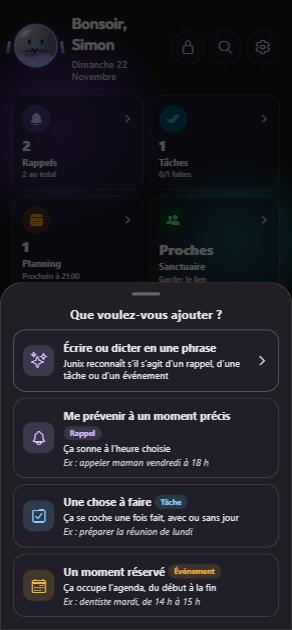 Bonsoir,
Simon
Dimanche 22
Novembre
2
Rappels
2 au total
1
Tâches
0/1 faites
1
Planning
Prochain à 21:00
Proches
Sanctuaire
Garder le lien
Que voulez-vous ajouter ?
Écrire ou dicter en une phrase
Junix reconnaît s'il s'agit d'un rappel, d'une
tâche ou d'un événement
Me prévenir à un moment précis
Rappel
Ça sonne à l'heure choisie
Ex : appeler maman vendredi à 18 h
Une chose à faire Tâche
Ça se coche une fois fait, avec ou sans jour
Ex : préparer la réunion de lundi
Un moment réservé Événement
Ça occupe l'agenda, du début à la fin
Ex : dentiste mardi, de 14 h à 15 h